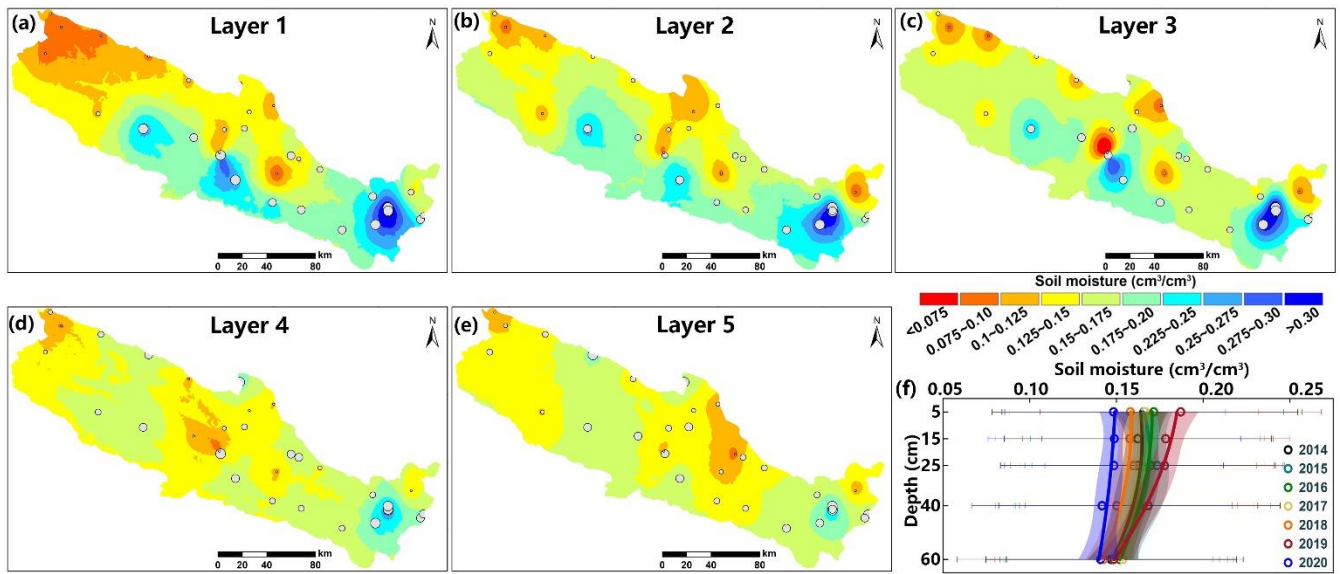 (a) Layer 1 N
0 20 40 80 km
(b) Layer 2 N
0 20 40 80 km
(c) Layer 3 N
0 20 40 80 km
(d) Layer 4 N
0 20 40 80 km
(e) Layer 5 N
0 20 40 80 km
Soil moisture (cm³/cm³)
<0.075 0.075~0.10 0.1~0.125 0.125~0.15 0.15~0.175 0.175~0.20 0.225~0.25 0.25~0.275 0.275~0.30 >0.30
Soil moisture (cm³/cm³)
(f) 0.05 0.10 0.15 0.20 0.25
Depth (cm)
5
15
25
40
60
2014
2015
2016
2017
2018
2019
2020